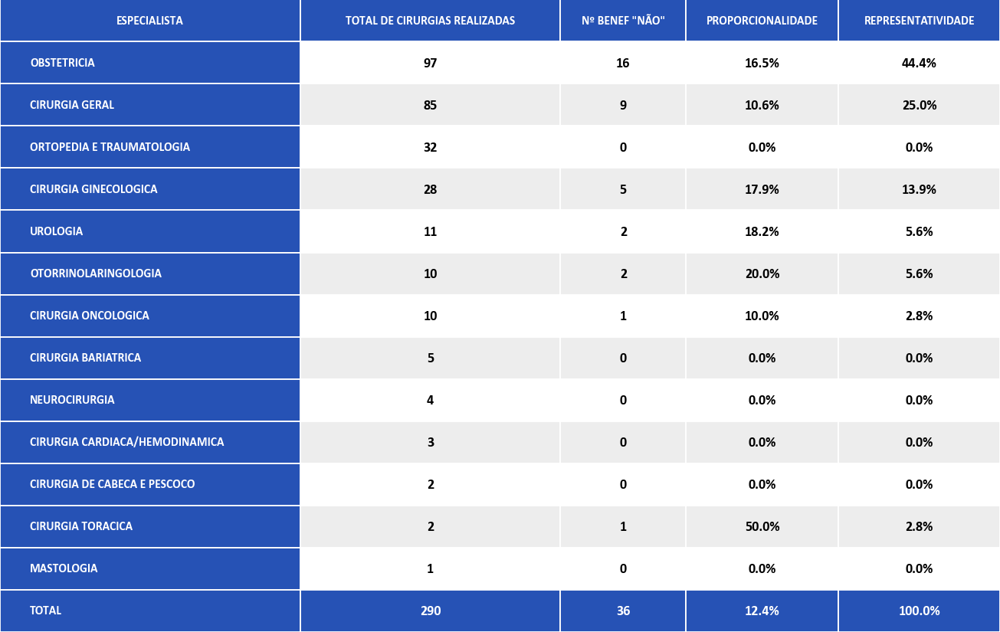 ESPECIALISTA TOTAL DE CIRURGIAS REALIZADAS Nº BENEF "NÃO" PROPORCIONALIDADE REPRESENTATIVIDADE
OBSTETRICIA 97 16 16.5% 44.4%
CIRURGIA GERAL 85 9 10.6% 25.0%
ORTOPEDIA E TRAUMATOLOGIA 32 0 0.0% 0.0%
CIRURGIA GINECOLOGICA 28 5 17.9% 13.9%
UROLOGIA 11 2 18.2% 5.6%
OTORRINOLARINGOLOGIA 10 2 20.0% 5.6%
CIRURGIA ONCOLOGICA 10 1 10.0% 2.8%
CIRURGIA BARIATRICA 5 0 0.0% 0.0%
NEUROCIRURGIA 4 0 0.0% 0.0%
CIRURGIA CARDIACA/HEMODINAMICA 3 0 0.0% 0.0%
CIRURGIA DE CABECA E PESCOCO 2 0 0.0% 0.0%
CIRURGIA TORACICA 2 1 50.0% 2.8%
MASTOLOGIA 1 0 0.0% 0.0%
TOTAL 290 36 12.4% 100.0%